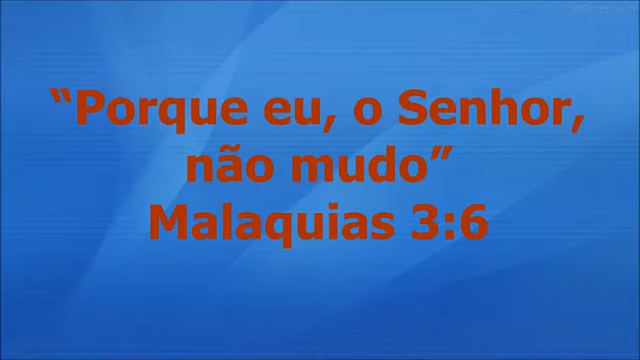 “Porque eu, o Senhor,
não mudo”
Malaquias 3:6